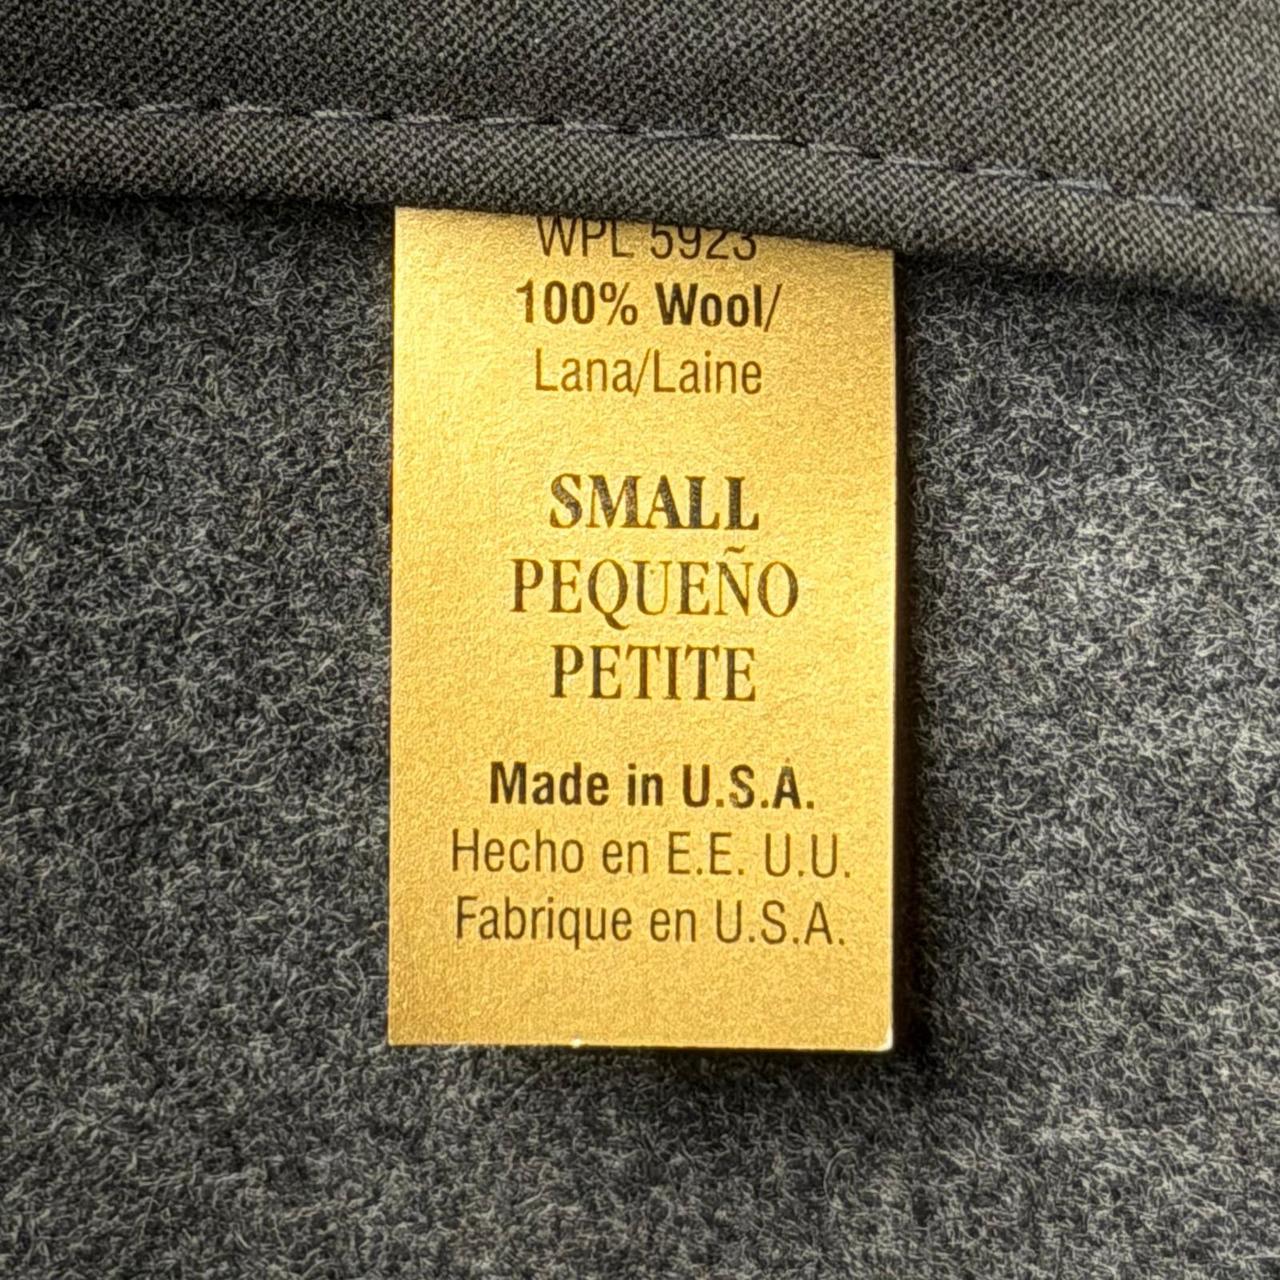 WPL 5923
100% Wool/
Lana/Laine
SMALL
PEQUEÑO
PETITE
Made in U.S.A.
Hecho en E.E. U.U.
Fabrique en U.S.A.